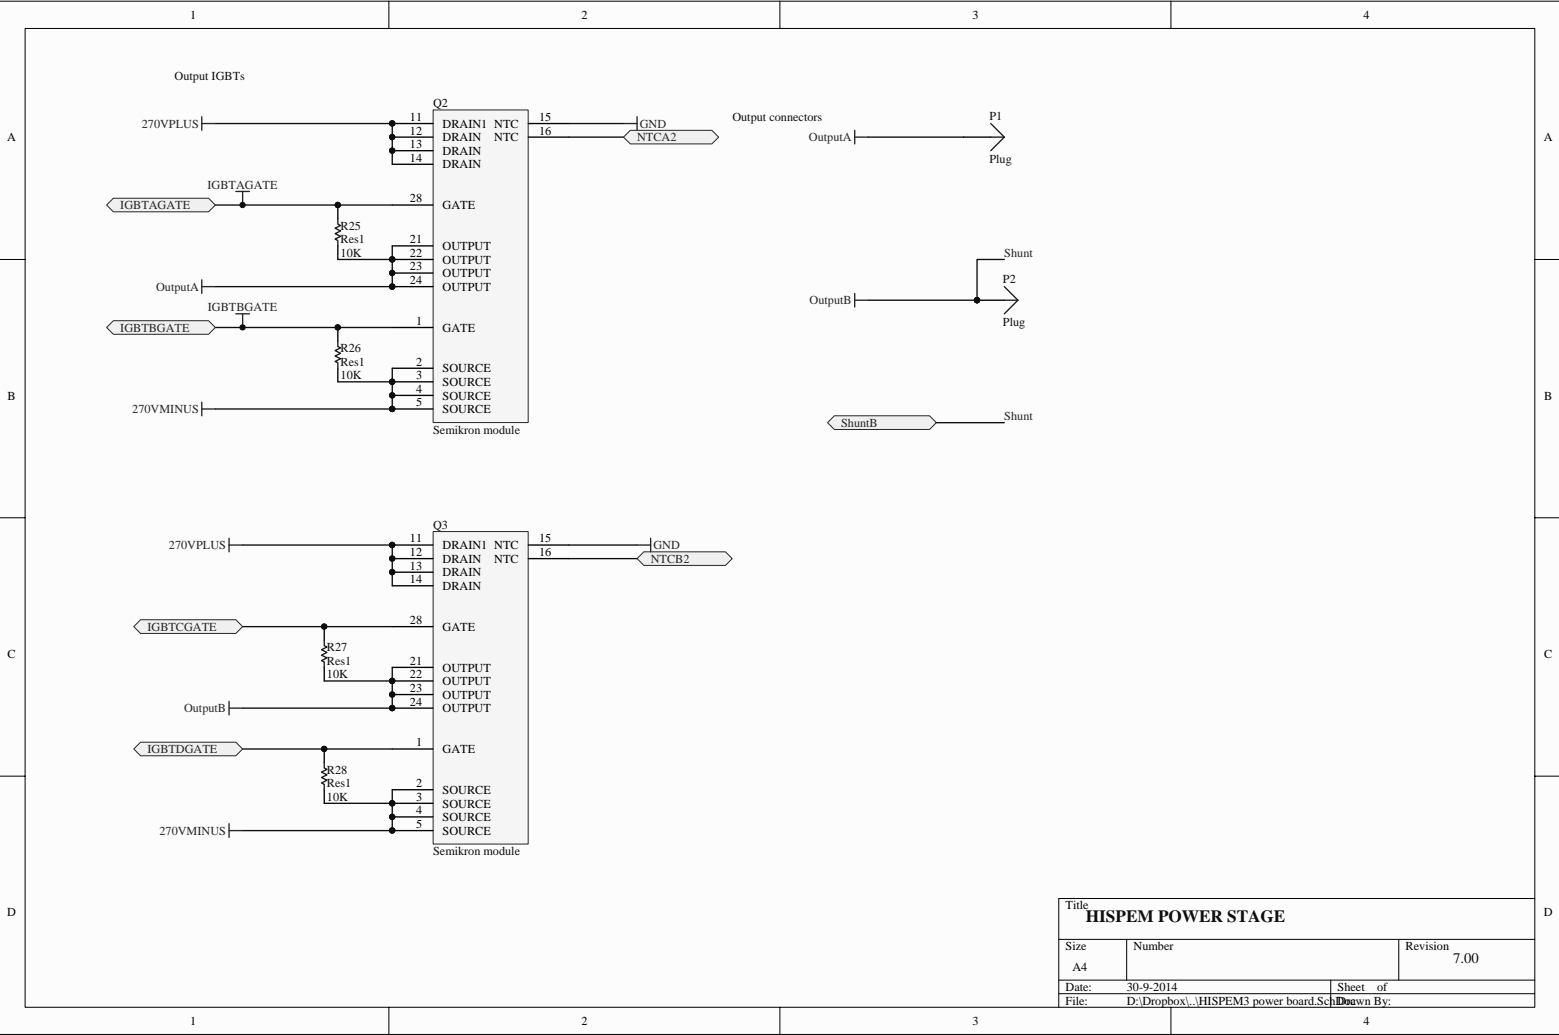 1 2 3 4
Output IGBTs
Q2
270VPLUS 11 DRAIN1 NTC 15 GND
12 DRAIN NTC 16 NTCA2
13 DRAIN
14 DRAIN
IGBTAGATE
IGBTAGATE 28 GATE
R25
Res1
10K
21 OUTPUT
22 OUTPUT
23 OUTPUT
OutputA 24 OUTPUT
IGBTBGATE
IGBTBGATE 1 GATE
R26
Res1
10K
2 SOURCE
3 SOURCE
4 SOURCE
270VMINUS 5 SOURCE
Semikron module
Output connectors
P1
OutputA
Plug
Shunt
P2
OutputB
Plug
ShuntB Shunt
Q3
270VPLUS 11 DRAIN1 NTC 15 GND
12 DRAIN NTC 16 NTCB2
13 DRAIN
14 DRAIN
IGBTCGATE 28 GATE
R27
Res1
10K
21 OUTPUT
22 OUTPUT
23 OUTPUT
OutputB 24 OUTPUT
IGBTDGATE 1 GATE
R28
Res1
10K
2 SOURCE
3 SOURCE
4 SOURCE
270VMINUS 5 SOURCE
Semikron module
A A
B B
C C
D D
Title
HISPEM POWER STAGE
Size Number Revision
A4 7.00
Date: 30-9-2014 Sheet of
File: D:\Dropbox\..\HISPEM3 power board.SchDoc Drawn By:
1 2 3 4